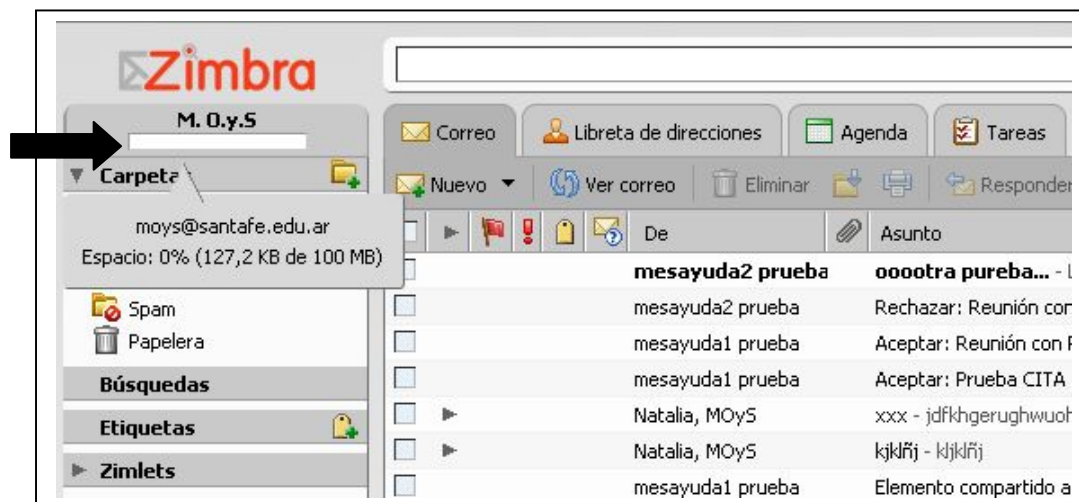 Zimbra
M. O.y.S
Correo
Libreta de direcciones
Agenda
Tareas
Carpeta
Nuevo
Ver correo
Eliminar
Responder
moys@santafe.edu.ar
Espacio: 0% (127,2 KB de 100 MB)
De
Asunto
mesayuda2 prueba ooootra pureba... -
Spam
mesayuda2 prueba Rechazar: Reunión con
Papelera
mesayuda1 prueba Aceptar: Reunión con
Búsquedas
mesayuda1 prueba Aceptar: Prueba CITA
Etiquetas
Natalia, MOyS xxx - jdfkhgerughwuoh
Natalia, MOyS kjklñj - kljklñj
Zimlets
mesayuda1 prueba Elemento compartido a